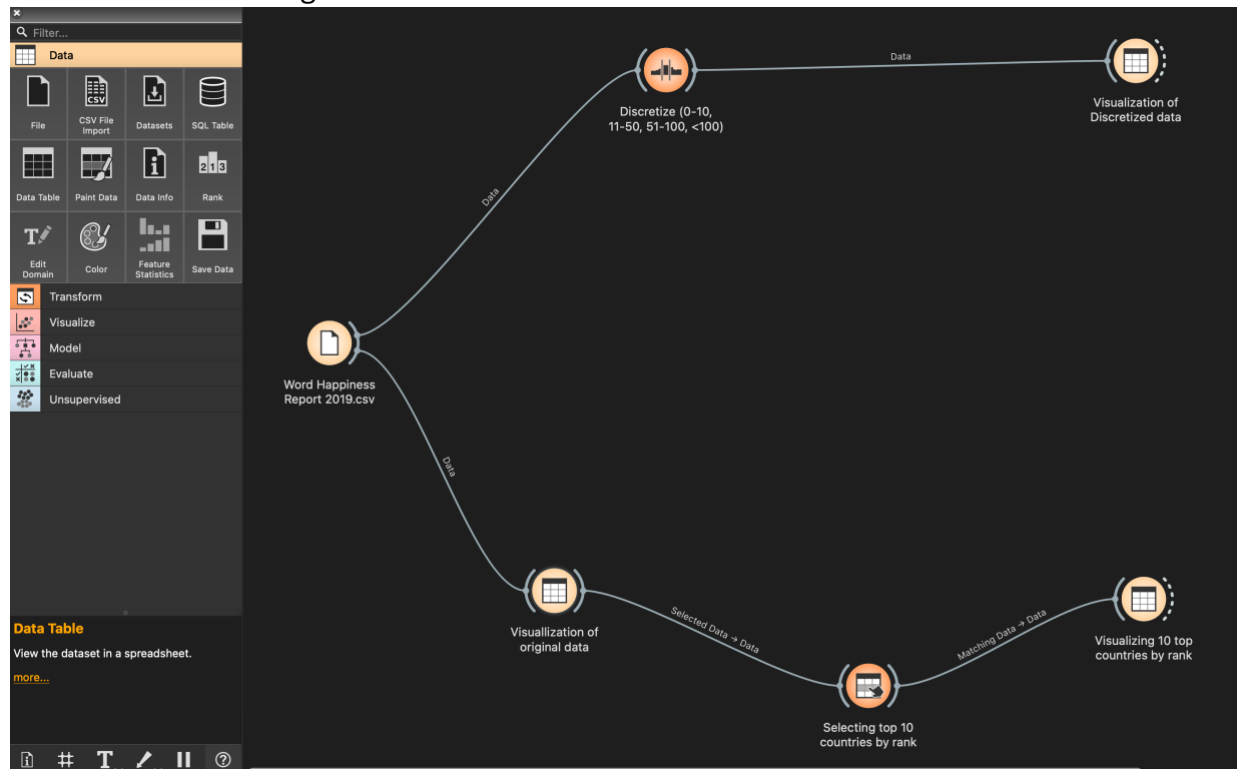 Filter...
Data
File
CSV File
Import
CSV
Datasets
SQL Table
Data Table
Paint Data
Data Info
Rank
2 1 3
Edit
Domain
Color
Feature
Statistics
Save Data
Transform
Visualize
Model
Evaluate
Unsupervised
Data Table
View the dataset in a spreadsheet.
more...
Data
Discretize (0-10,
11-50, 51-100, <100)
Data
Visualization of
Discretized data
Word Happiness
Report 2019.csv
Data
Visuallization of
original data
Selected Data → Data
Selecting top 10
countries by rank
Matching Data → Data
Visualizing 10 top
countries by rank